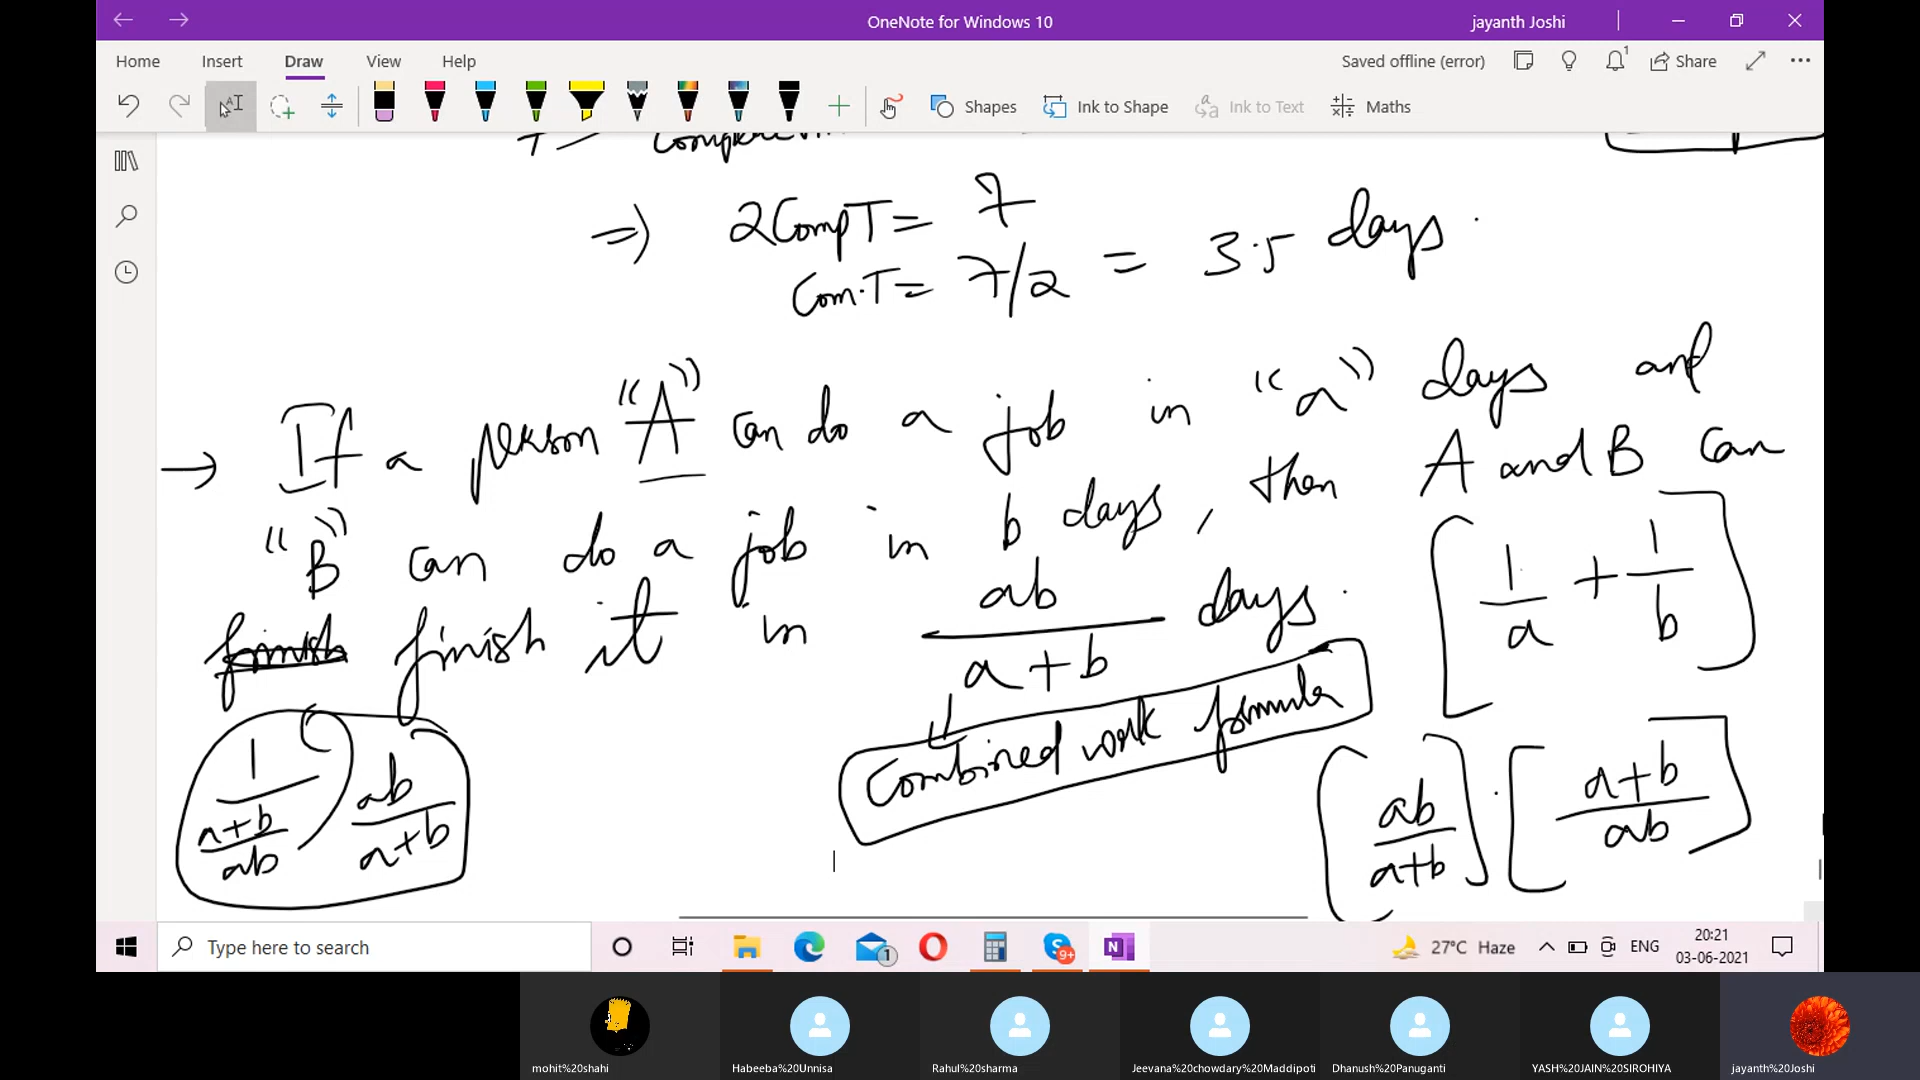 OneNote for Windows 10
jayanth Joshi
Home Insert Draw View Help
Saved offline (error)
1
Share
Shapes
Ink to Shape
Ink to Text
Maths
=> 2CompT = 7
Com.T = 7/2 = 3.5 days.
→ If a person "A" can do a job in "a" days and
"B" can do a job in b days, then A and B can
finish finish it in ab/a+b days.
[1/a + 1/b]
Combined work formula
1/(a+b/ab) ab/a+b
[ab/a+b] . [a+b/ab]
Type here to search
1
9+
27°C Haze
ENG
20:21
03-06-2021
mohit%20shahi
Habeeba%20Unnisa
Rahul%20sharma
Jeevana%20chowdary%20Maddipoti
Dhanush%20Panuganti
YASH%20JAIN%20SIROHIYA
jayanth%20Joshi